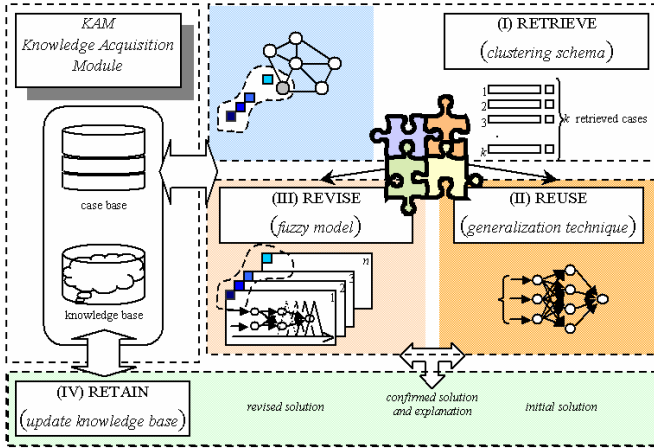 KAM
Knowledge Acquisition
Module
case base
knowledge base
(I) RETRIEVE
(clustering schema)
1
2
3
.
k
k retrieved cases
(III) REVISE
(fuzzy model)
n
3
2
1
(II) REUSE
(generalization technique)
(IV) RETAIN
(update knowledge base)
revised solution
confirmed solution
and explanation
initial solution